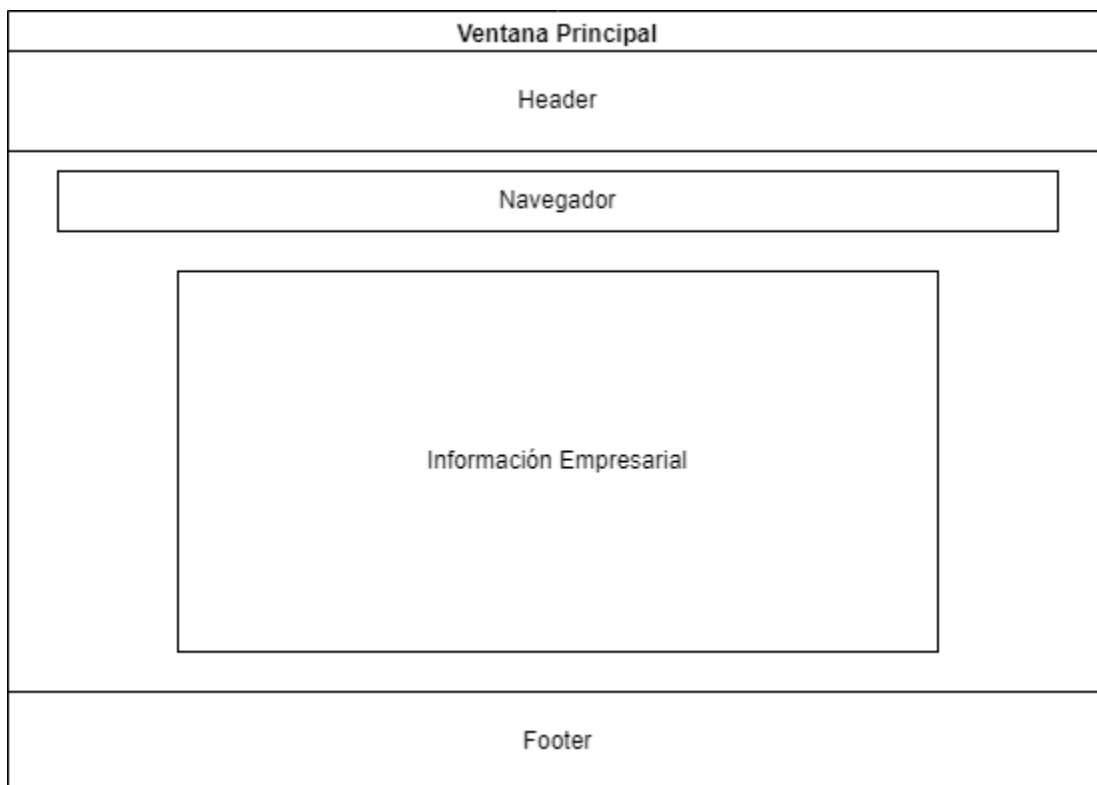 Ventana Principal
Header
Navegador
Información Empresarial
Footer